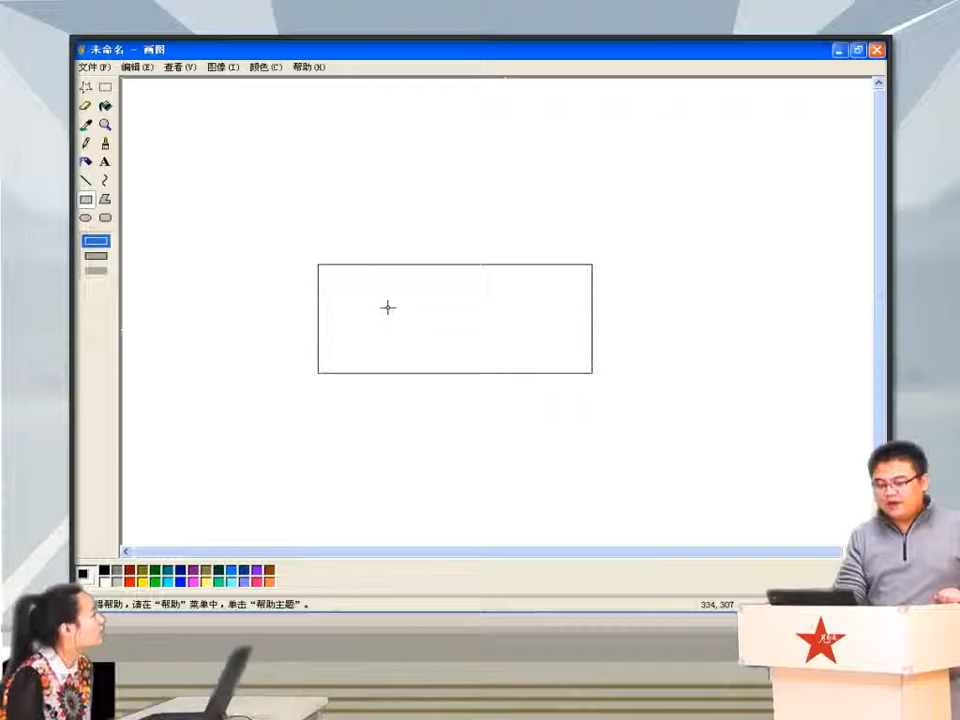 未命名 - 画图
文件(F) 编辑(E) 查看(V) 图像(I) 颜色(C) 帮助(H)
A
得帮助，请在“帮助”菜单中，单击“帮助主题”。
334,307